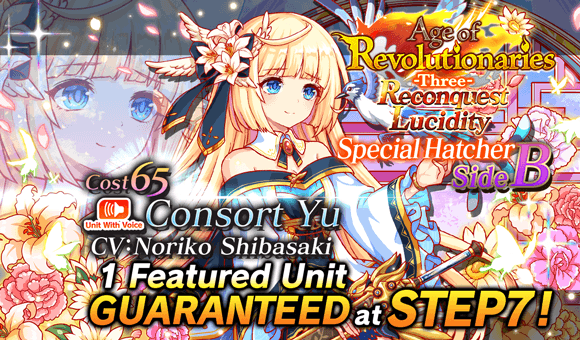 Age of
Revolutionaries
-Three-
Reconquest
Lucidity
Special Hatcher
Side B
Cost 65
Unit With Voice
Consort Yu
CV:Noriko Shibasaki
1 Featured Unit
GUARANTEED at STEP7!